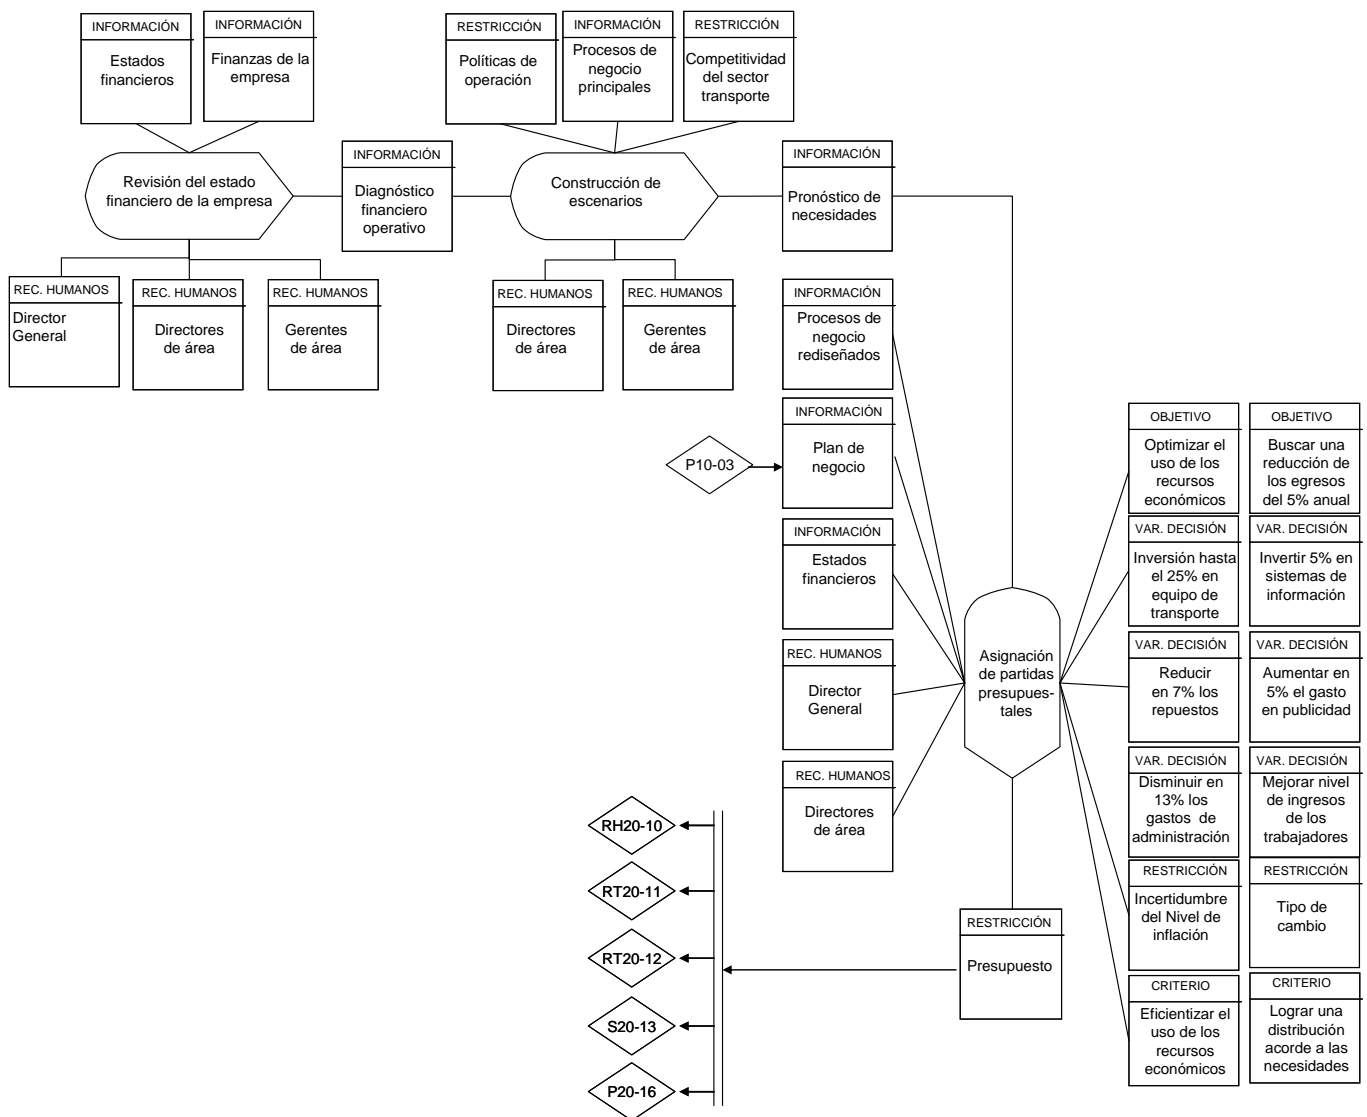 INFORMACIÓN
Estados
financieros
INFORMACIÓN
Finanzas de la
empresa
RESTRICCIÓN
Políticas de
operación
INFORMACIÓN
Procesos de
negocio
principales
RESTRICCIÓN
Competitividad
del sector
transporte
Revisión del estado
financiero de la empresa
INFORMACIÓN
Diagnóstico
financiero
operativo
Construcción de
escenarios
INFORMACIÓN
Pronóstico de
necesidades
REC. HUMANOS
Director
General
REC. HUMANOS
Directores
de área
REC. HUMANOS
Gerentes
de área
REC. HUMANOS
Directores
de área
REC. HUMANOS
Gerentes
de área
INFORMACIÓN
Procesos de
negocio
rediseñados
P10-03
INFORMACIÓN
Plan de
negocio
INFORMACIÓN
Estados
financieros
REC. HUMANOS
Director
General
REC. HUMANOS
Directores
de área
Asignación
de partidas
presupues-
tales
OBJETIVO
Optimizar el
uso de los
recursos
económicos
OBJETIVO
Buscar una
reducción de
los egresos
del 5% anual
VAR. DECISIÓN
Inversión hasta
el 25% en
equipo de
transporte
VAR. DECISIÓN
Invertir 5% en
sistemas de
información
VAR. DECISIÓN
Reducir
en 7% los
repuestos
VAR. DECISIÓN
Aumentar en
5% el gasto
en publicidad
VAR. DECISIÓN
Disminuir en
13% los
gastos de
administración
VAR. DECISIÓN
Mejorar nivel
de ingresos
de los
trabajadores
RESTRICCIÓN
Incertidumbre
del Nivel de
inflación
RESTRICCIÓN
Tipo de
cambio
CRITERIO
Eficientizar el
uso de los
recursos
económicos
CRITERIO
Lograr una
distribución
acorde a las
necesidades
RESTRICCIÓN
Presupuesto
RH20-10
RT20-11
RT20-12
S20-13
P20-16